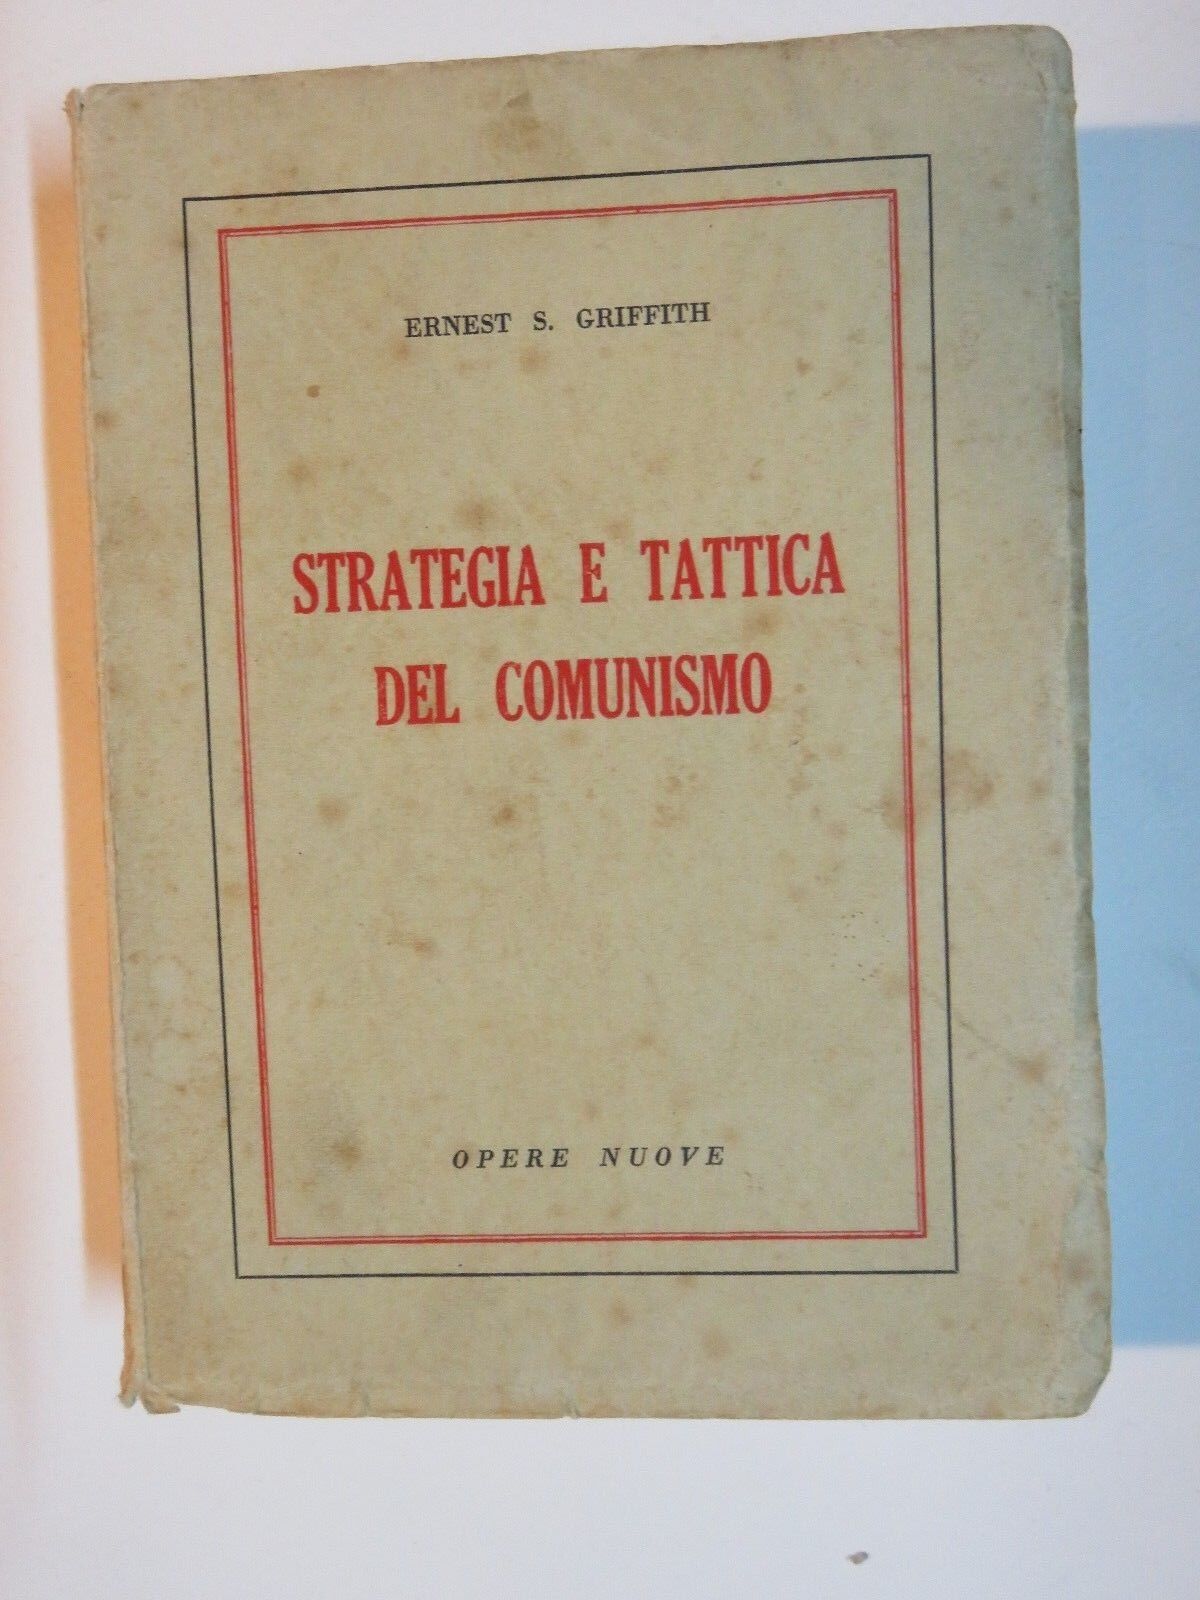 ERNEST S. GRIFFITH
STRATEGIA E TATTICA
DEL COMUNISMO
OPERE NUOVE